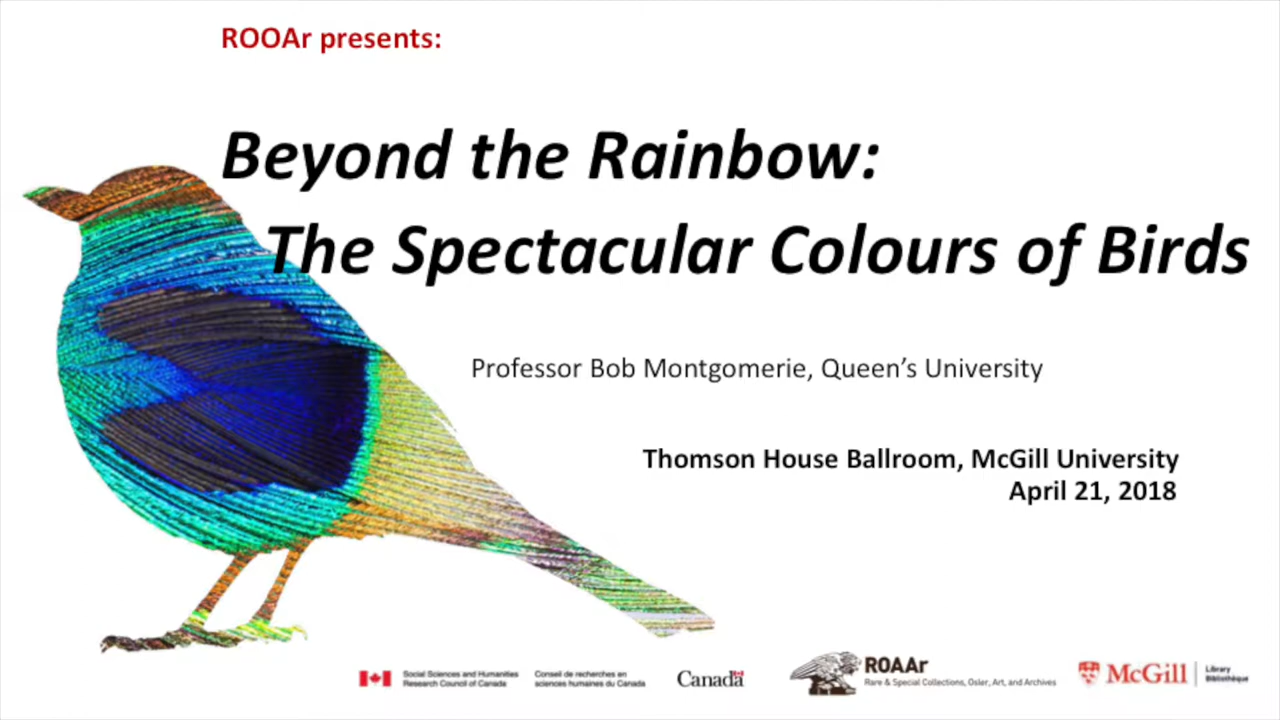 ROOAr presents:
Beyond the Rainbow:
The Spectacular Colours of Birds
Professor Bob Montgomerie, Queen’s University
Thomson House Ballroom, McGill University
April 21, 2018
Social Sciences and Humanities
Research Council of Canada
Conseil de recherches en
sciences humaines du Canada
Canada
ROAAr
Rare & Special Collections, Osler, Art, and Archives
McGill
Library
Bibliothèque